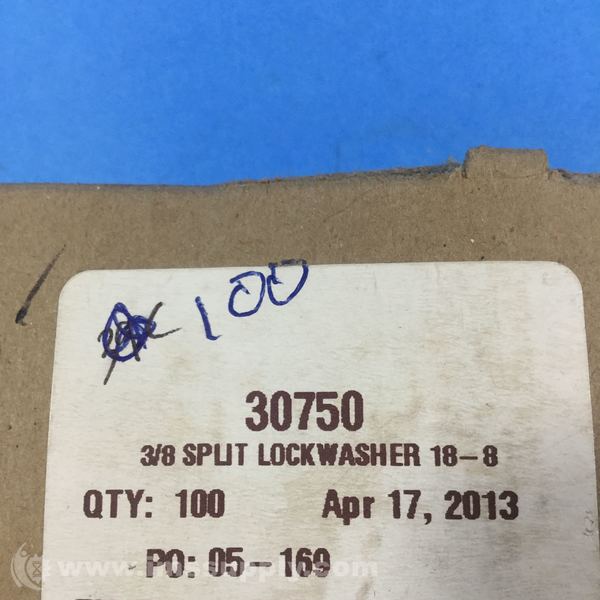 100
30750
3/8 SPLIT LOCKWASHER 18-8
QTY: 100 Apr 17, 2013
PO: 05-169